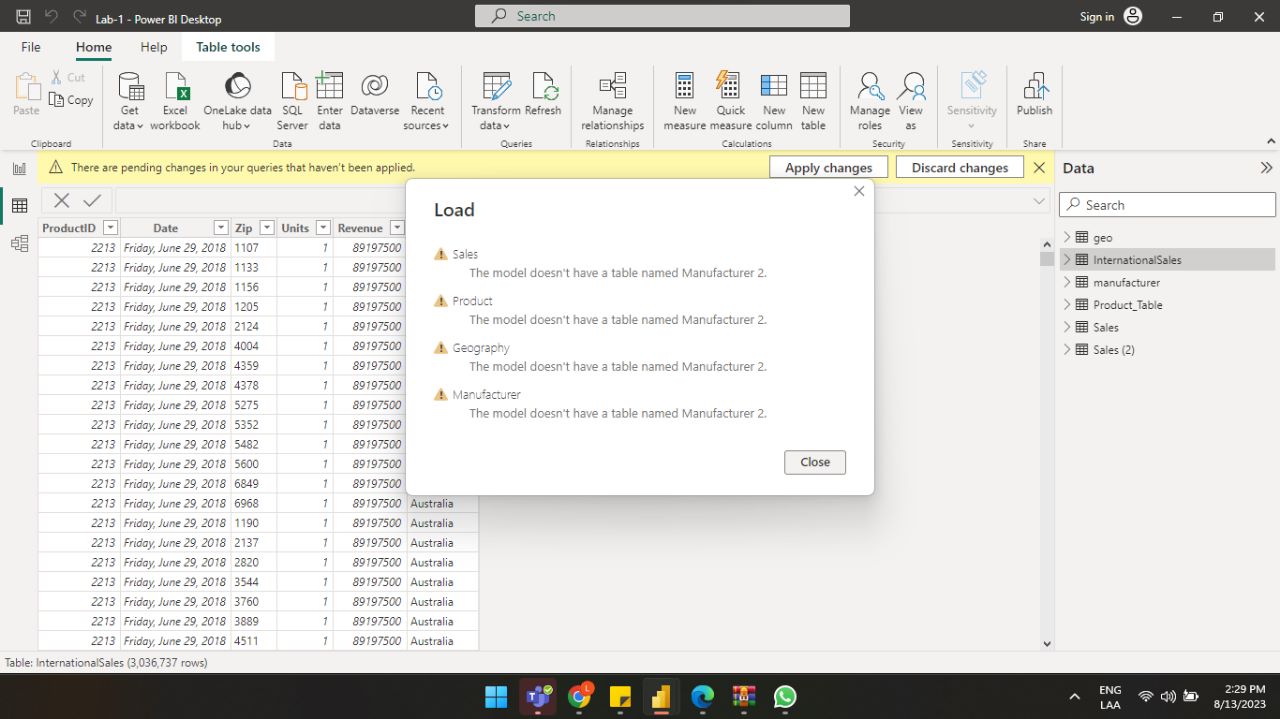 Lab-1 - Power BI Desktop
Search
Sign in
File
Home
Help
Table tools
Paste
Cut
Copy
Get data
Excel workbook
OneLake data hub
SQL Server
Enter data
Dataverse
Recent sources
Transform data
Refresh
Manage relationships
New measure
Quick measure
New column
New table
Manage roles
View as
Sensitivity
Publish
Clipboard
Data
Queries
Relationships
Calculations
Security
Sensitivity
Share
There are pending changes in your queries that haven't been applied.
Apply changes
Discard changes
ProductID Date Zip Units Revenue
2213 Friday, June 29, 2018 1107 1 89197500
2213 Friday, June 29, 2018 1133 1 89197500
2213 Friday, June 29, 2018 1156 1 89197500
2213 Friday, June 29, 2018 1205 1 89197500
2213 Friday, June 29, 2018 2124 1 89197500
2213 Friday, June 29, 2018 4004 1 89197500
2213 Friday, June 29, 2018 4359 1 89197500
2213 Friday, June 29, 2018 4378 1 89197500
2213 Friday, June 29, 2018 5275 1 89197500
2213 Friday, June 29, 2018 5352 1 89197500
2213 Friday, June 29, 2018 5482 1 89197500
2213 Friday, June 29, 2018 5600 1 89197500
2213 Friday, June 29, 2018 6849 1 89197500
2213 Friday, June 29, 2018 6968 1 89197500 Australia
2213 Friday, June 29, 2018 1190 1 89197500 Australia
2213 Friday, June 29, 2018 2137 1 89197500 Australia
2213 Friday, June 29, 2018 2820 1 89197500 Australia
2213 Friday, June 29, 2018 3544 1 89197500 Australia
2213 Friday, June 29, 2018 3760 1 89197500 Australia
2213 Friday, June 29, 2018 3889 1 89197500 Australia
2213 Friday, June 29, 2018 4511 1 89197500 Australia
Load
Sales
The model doesn't have a table named Manufacturer 2.
Product
The model doesn't have a table named Manufacturer 2.
Geography
The model doesn't have a table named Manufacturer 2.
Manufacturer
The model doesn't have a table named Manufacturer 2.
Close
Data
Search
geo
InternationalSales
manufacturer
Product_Table
Sales
Sales (2)
Table: InternationalSales (3,036,737 rows)
ENG
LAA
2:29 PM
8/13/2023